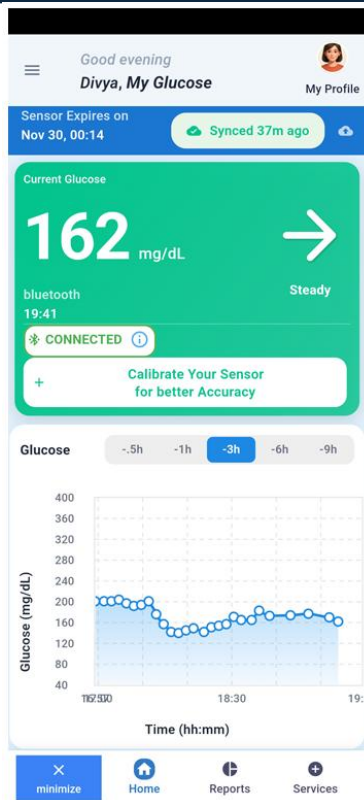 Good evening
Divya, My Glucose
My Profile
Sensor Expires on
Nov 30, 00:14
Synced 37m ago
Current Glucose
162 mg/dL
Steady
bluetooth
19:41
CONNECTED
+ Calibrate Your Sensor
for better Accuracy
Glucose
-.5h -1h -3h -6h -9h
400
360
320
280
240
200
160
120
80
40
Glucose (mg/dL)
18:30
19:
Time (hh:mm)
minimize
Home
Reports
Services